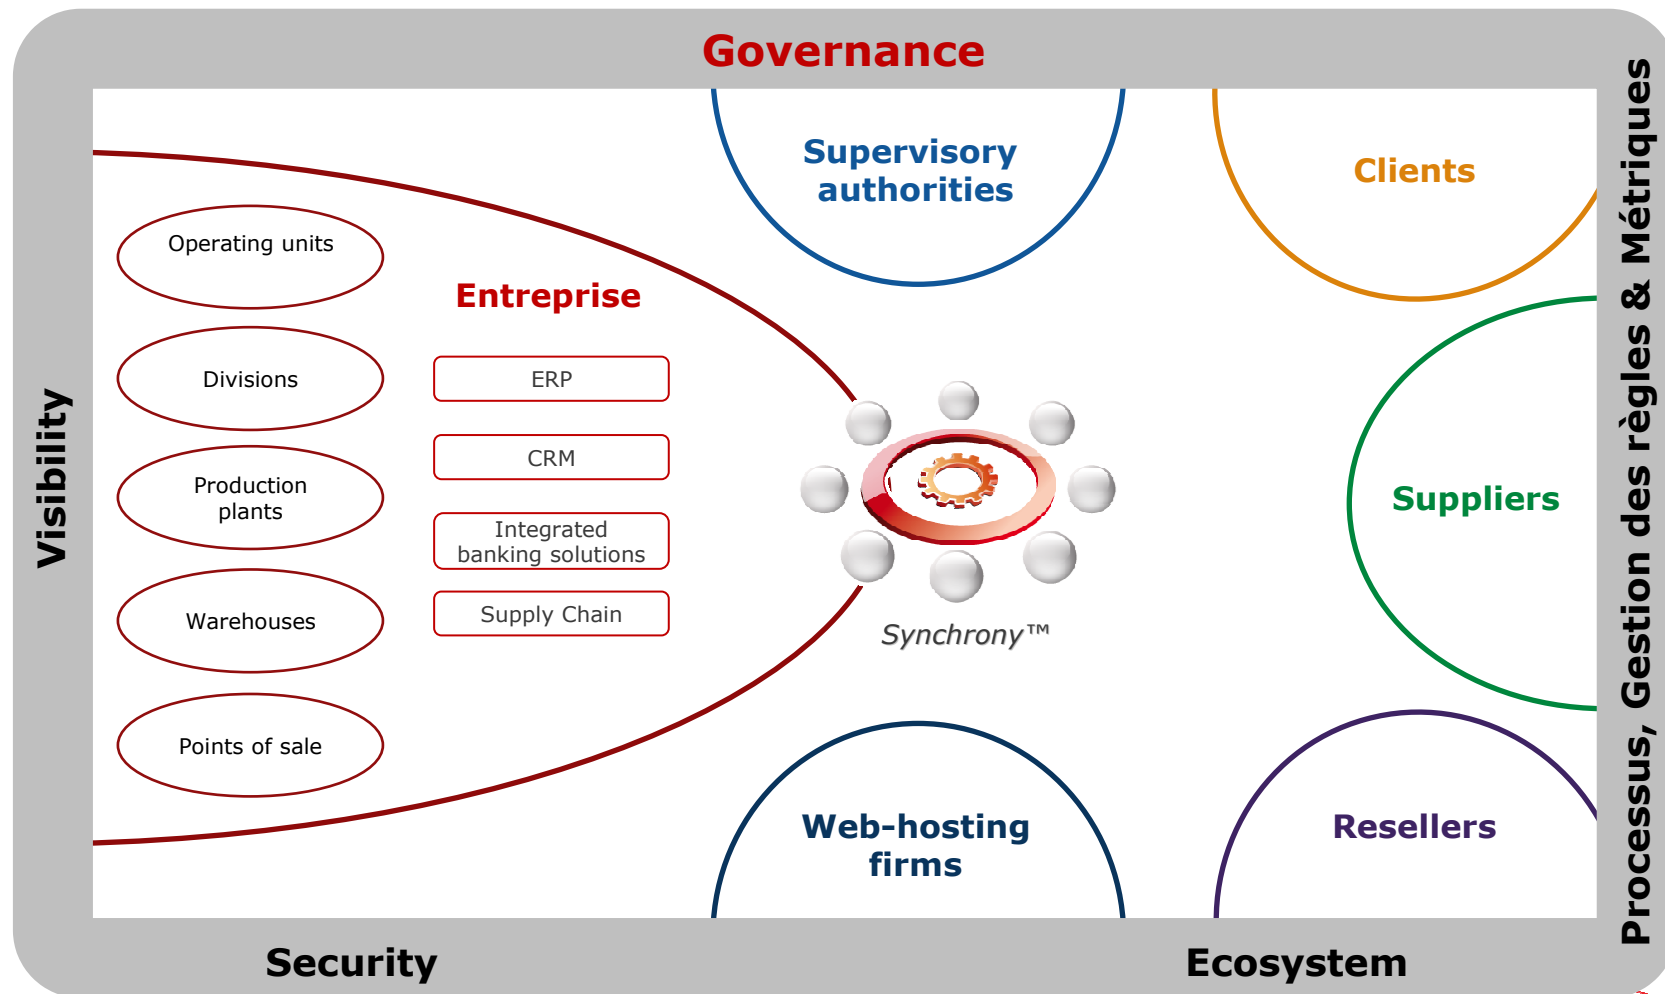 Governance
Supervisory
authorities
Clients
Operating units
Entreprise
Divisions
ERP
CRM
Production
plants
Integrated
banking solutions
Warehouses
Supply Chain
Points of sale
Synchrony™
Suppliers
Web-hosting
firms
Resellers
Visibility
Processus, Gestion des règles & Métriques
Security
Ecosystem